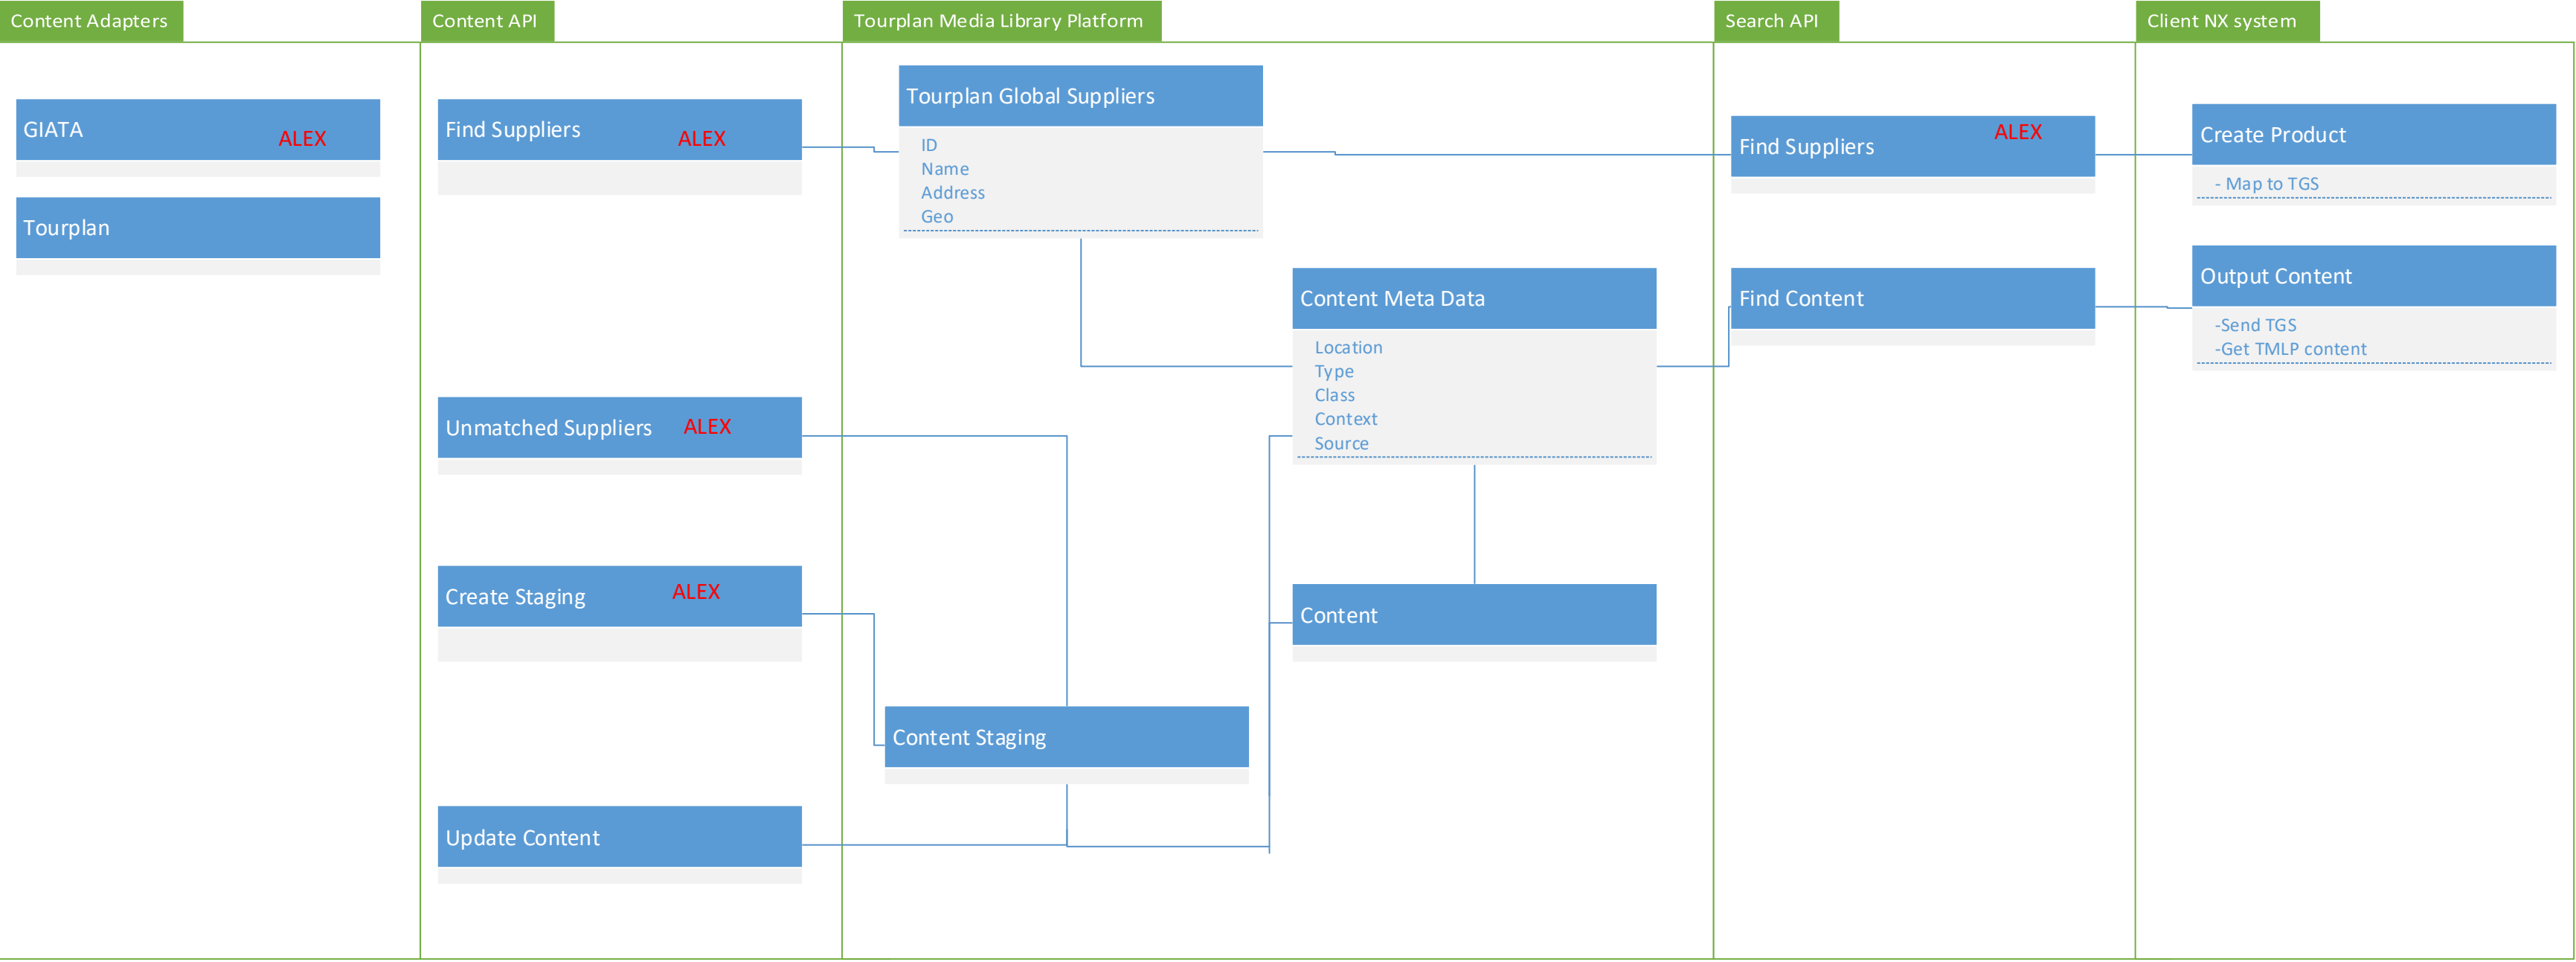 Content Adapters
Content API
Tourplan Media Library Platform
Search API
Client NX system
GIATA
ALEX
Tourplan
Find Suppliers
ALEX
Unmatched Suppliers
ALEX
Create Staging
ALEX
Update Content
Tourplan Global Suppliers
ID
Name
Address
Geo
Content Meta Data
Location
Type
Class
Context
Source
Content
Content Staging
Find Suppliers
ALEX
Find Content
Create Product
- Map to TGS
Output Content
-Send TGS
-Get TMLP content